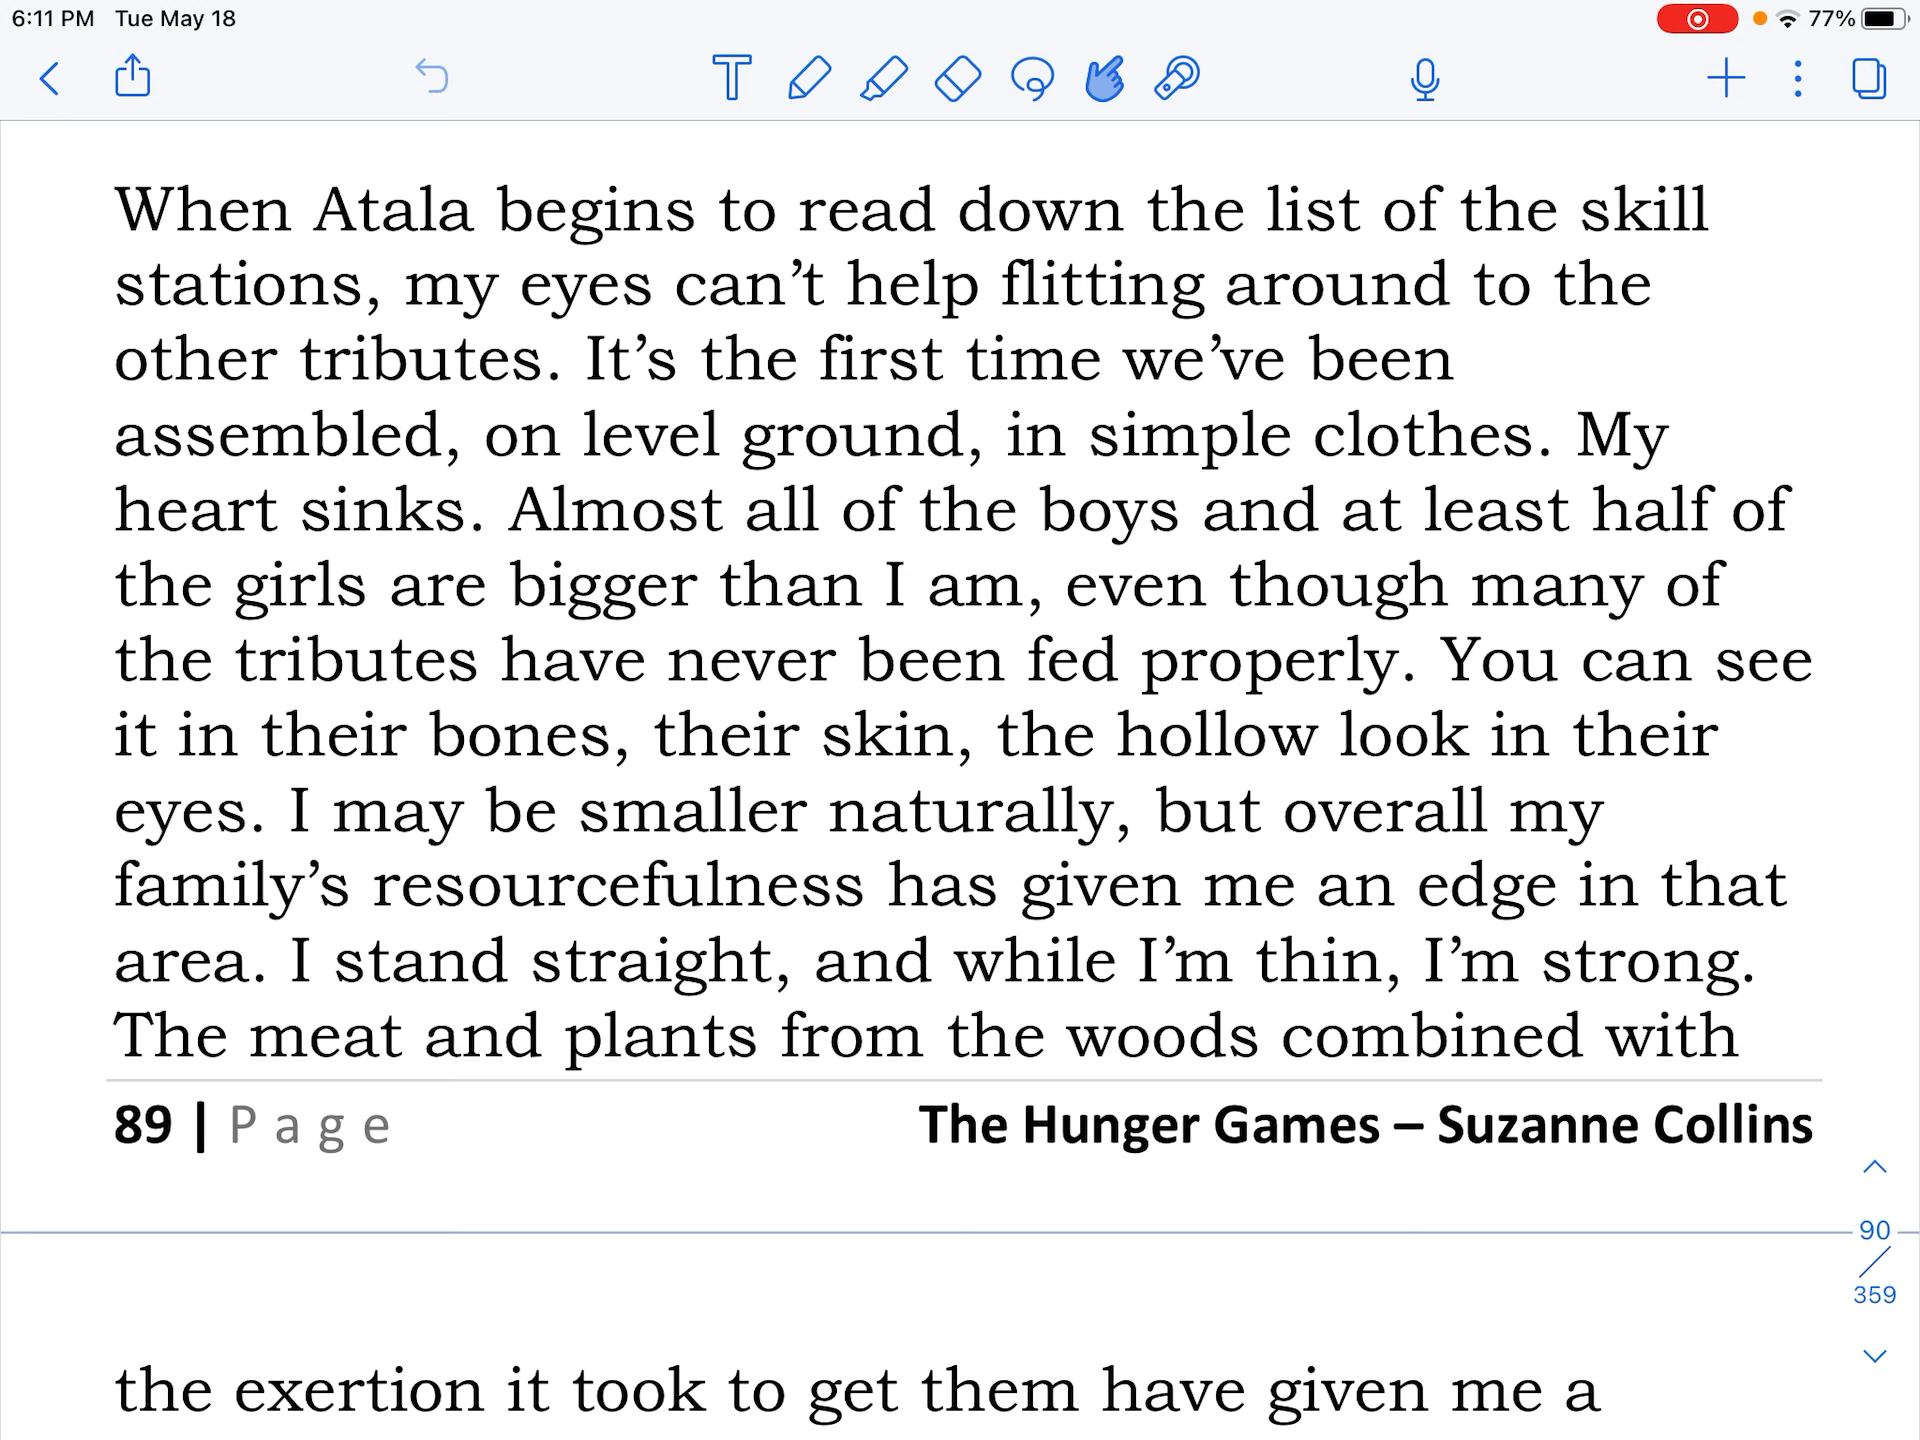 6:11 PM Tue May 18
77%
When Atala begins to read down the list of the skill
stations, my eyes can’t help flitting around to the
other tributes. It’s the first time we’ve been
assembled, on level ground, in simple clothes. My
heart sinks. Almost all of the boys and at least half of
the girls are bigger than I am, even though many of
the tributes have never been fed properly. You can see
it in their bones, their skin, the hollow look in their
eyes. I may be smaller naturally, but overall my
family’s resourcefulness has given me an edge in that
area. I stand straight, and while I’m thin, I’m strong.
The meat and plants from the woods combined with
89 | P a g e The Hunger Games – Suzanne Collins
90
/
359
the exertion it took to get them have given me a